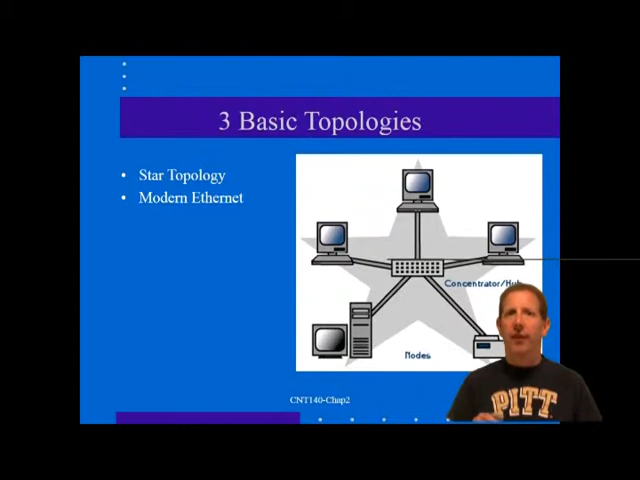 3 Basic Topologies
• Star Topology
• Modern Ethernet
Concentrator/Hub
Nodes
PITT
CNT140-Chap2